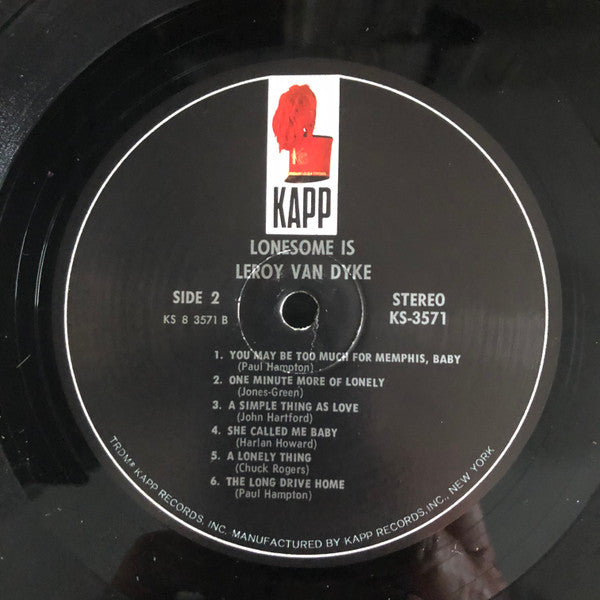 KAPP
LONESOME IS
LEROY VAN DYKE
SIDE 2
KS 8 3571 B
STEREO
KS-3571
1. YOU MAY BE TOO MUCH FOR MEMPHIS, BABY
(Paul Hampton)
2. ONE MINUTE MORE OF LONELY
(Jones-Green)
3. A SIMPLE THING AS LOVE
(John Hartford)
4. SHE CALLED ME BABY
(Harlan Howard)
5. A LONELY THING
(Chuck Rogers)
6. THE LONG DRIVE HOME
(Paul Hampton)
TRDM® KAPP RECORDS, INC. MANUFACTURED BY KAPP RECORDS, INC., NEW YORK